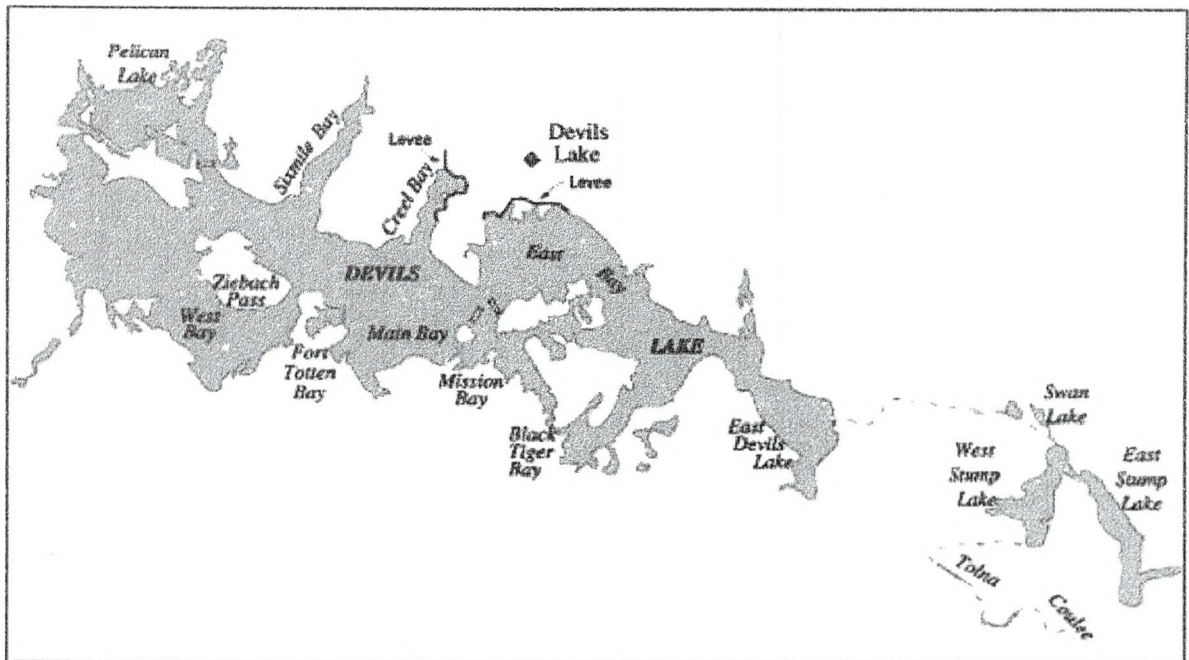 Pelican
Lake
Sixmile Bay
Levee
Creel Bay
Devils
Lake
Levee
East
Bay
DEVILS
Ziebach
Pass
West
Bay
Main Bay
LAKE
Fort
Totten
Bay
Mission
Bay
Black
Tiger
Bay
East
Devils
Lake
Swan
Lake
West
Stump
Lake
East
Stump
Lake
Tolna
Coulee